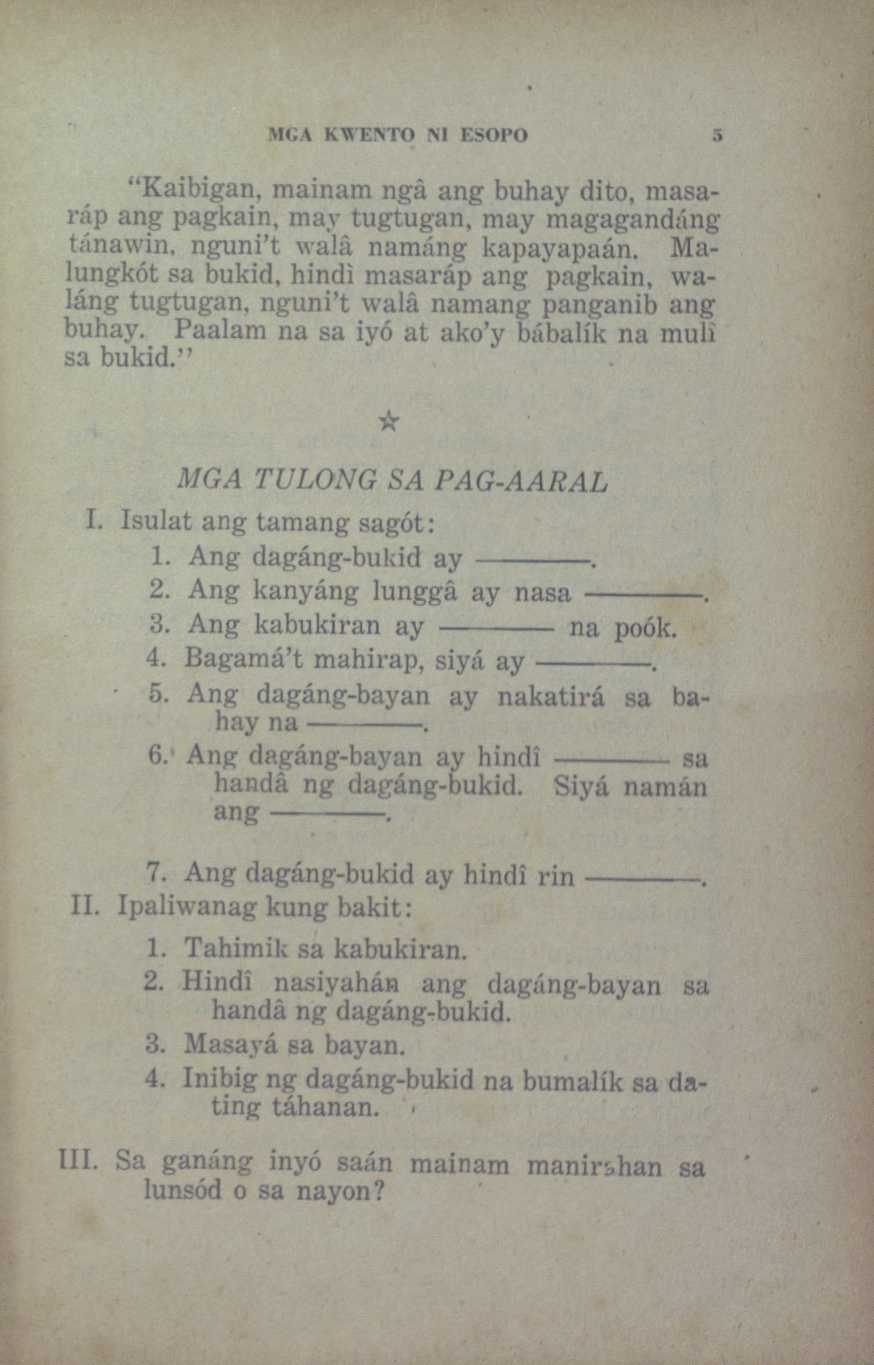 MGA KWENTO NI ESOPO 5
“Kaibigan, mainam ngâ ang buhay dito, masa-
ráp ang pagkain, may tugtugan, may magagandáng
tánawin, nguni’t walâ namáng kapayapaán. Ma-
lungkót sa bukid, hindì masaráp ang pagkain, wa-
láng tugtugan, nguni’t walâ namang panganib ang
buhay. Paalam na sa iyó at ako’y bábalík na mulî
sa bukid.”
☆
MGA TULONG SA PAG-AARAL
I. Isulat ang tamang sagót:
1. Ang dagáng-bukid ay ————.
2. Ang kanyáng lunggâ ay nasa ————.
3. Ang kabukiran ay ———— na poók.
4. Bagamá’t mahirap, siyá ay ————.
5. Ang dagáng-bayan ay nakatirá sa ba-
hay na ————.
6. Ang dagáng-bayan ay hindî ———— sa
handâ ng dagáng-bukid. Siyá namán
ang ————.
7. Ang dagáng-bukid ay hindî rin ————.
II. Ipaliwanag kung bakit:
1. Tahimik sa kabukiran.
2. Hindî nasiyahán ang dagáng-bayan sa
handâ ng dagáng-bukid.
3. Masayá sa bayan.
4. Inibig ng dagáng-bukid na bumalík sa da-
ting táhanan.
III. Sa ganáng inyó saán mainam manirahan sa
lunsód o sa nayon?